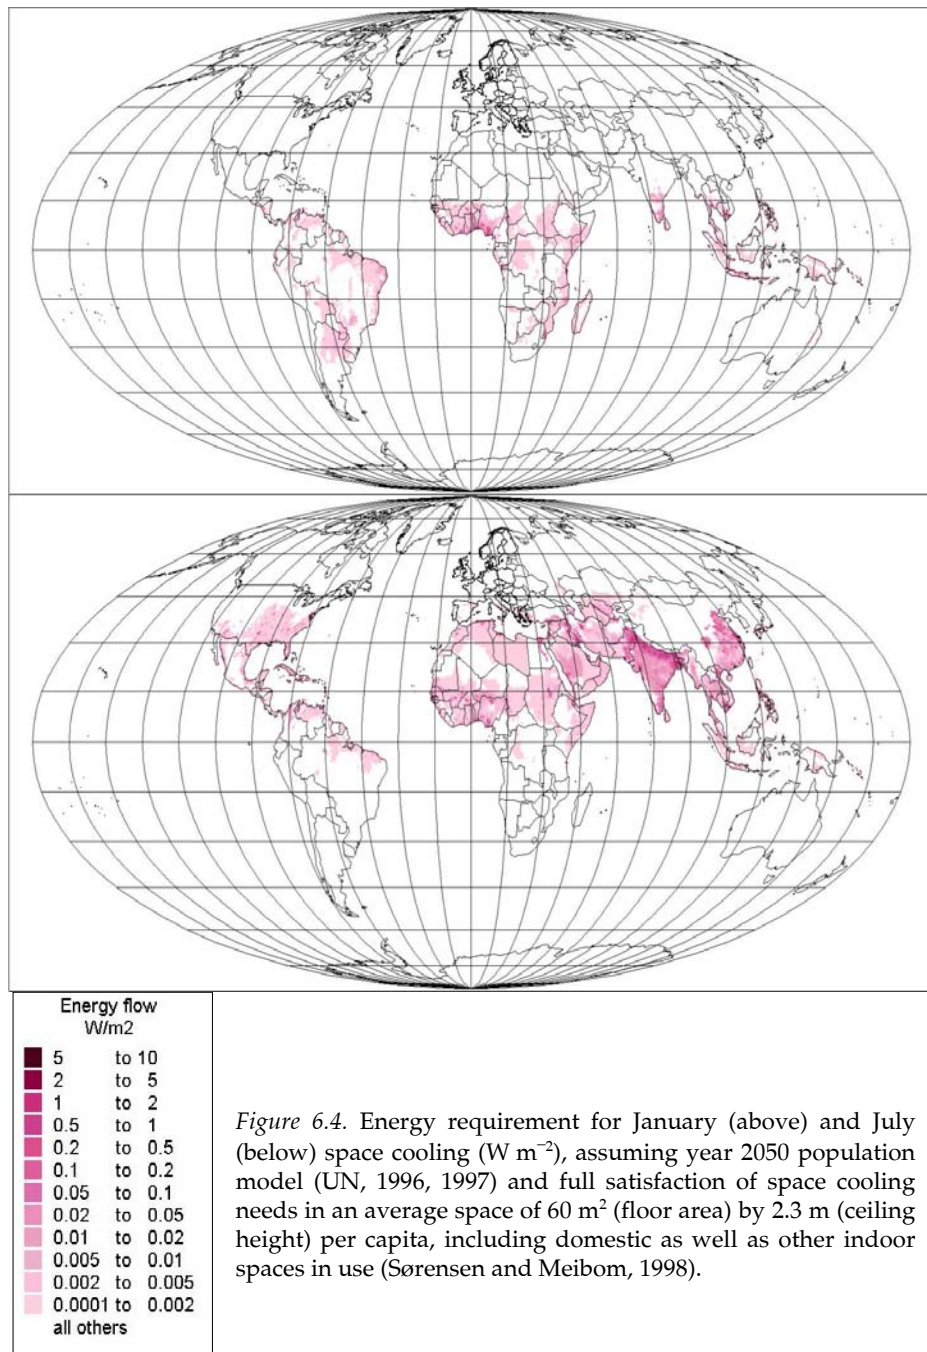 Energy flow
W/m2
5 to 10
2 to 5
1 to 2
0.5 to 1
0.2 to 0.5
0.1 to 0.2
0.05 to 0.1
0.02 to 0.05
0.01 to 0.02
0.005 to 0.01
0.002 to 0.005
0.0001 to 0.002
all others
Figure 6.4. Energy requirement for January (above) and July
(below) space cooling (W m⁻²), assuming year 2050 population
model (UN, 1996, 1997) and full satisfaction of space cooling
needs in an average space of 60 m² (floor area) by 2.3 m (ceiling
height) per capita, including domestic as well as other indoor
spaces in use (Sørensen and Meibom, 1998).